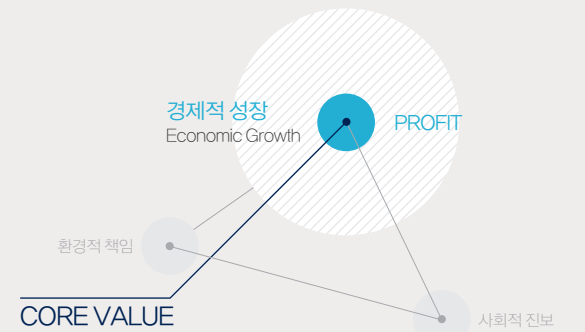 경제적 성장
Economic Growth
PROFIT
환경적 책임
CORE VALUE
사회적 진보